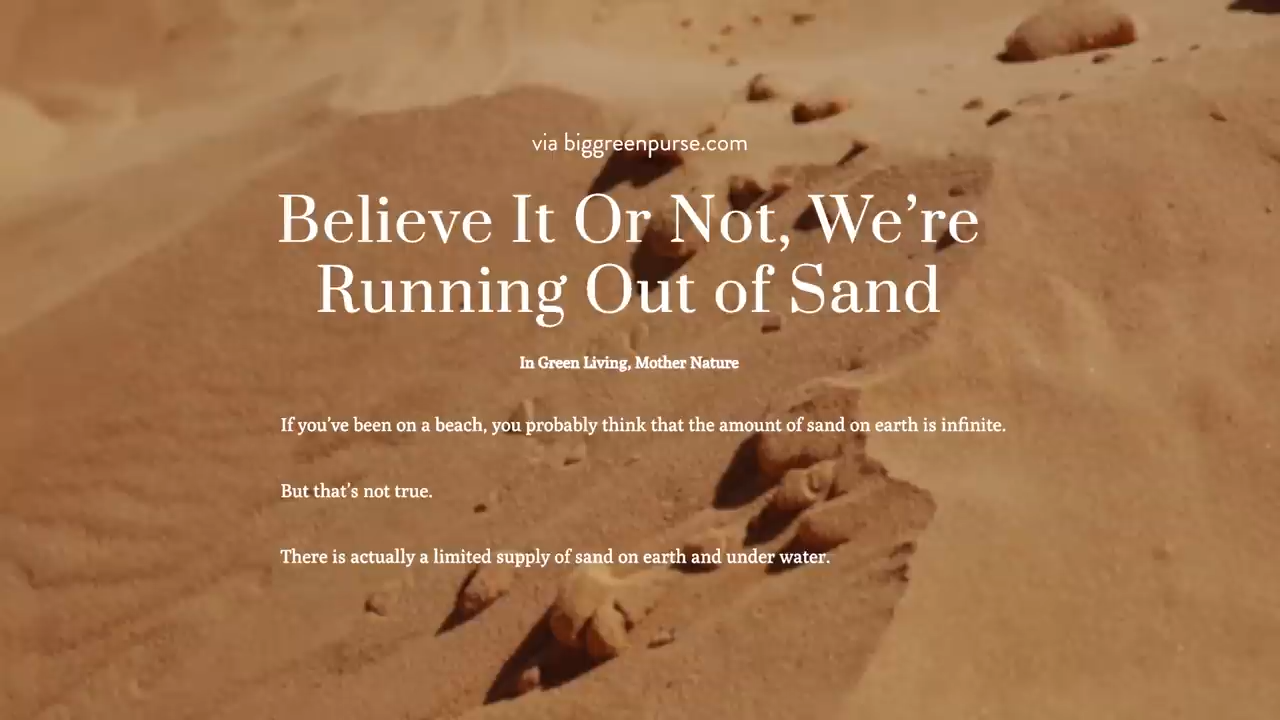 via biggreenpurse.com
Believe It Or Not, We’re
Running Out of Sand
In Green Living, Mother Nature
If you’ve been on a beach, you probably think that the amount of sand on earth is infinite.
But that’s not true.
There is actually a limited supply of sand on earth and under water.